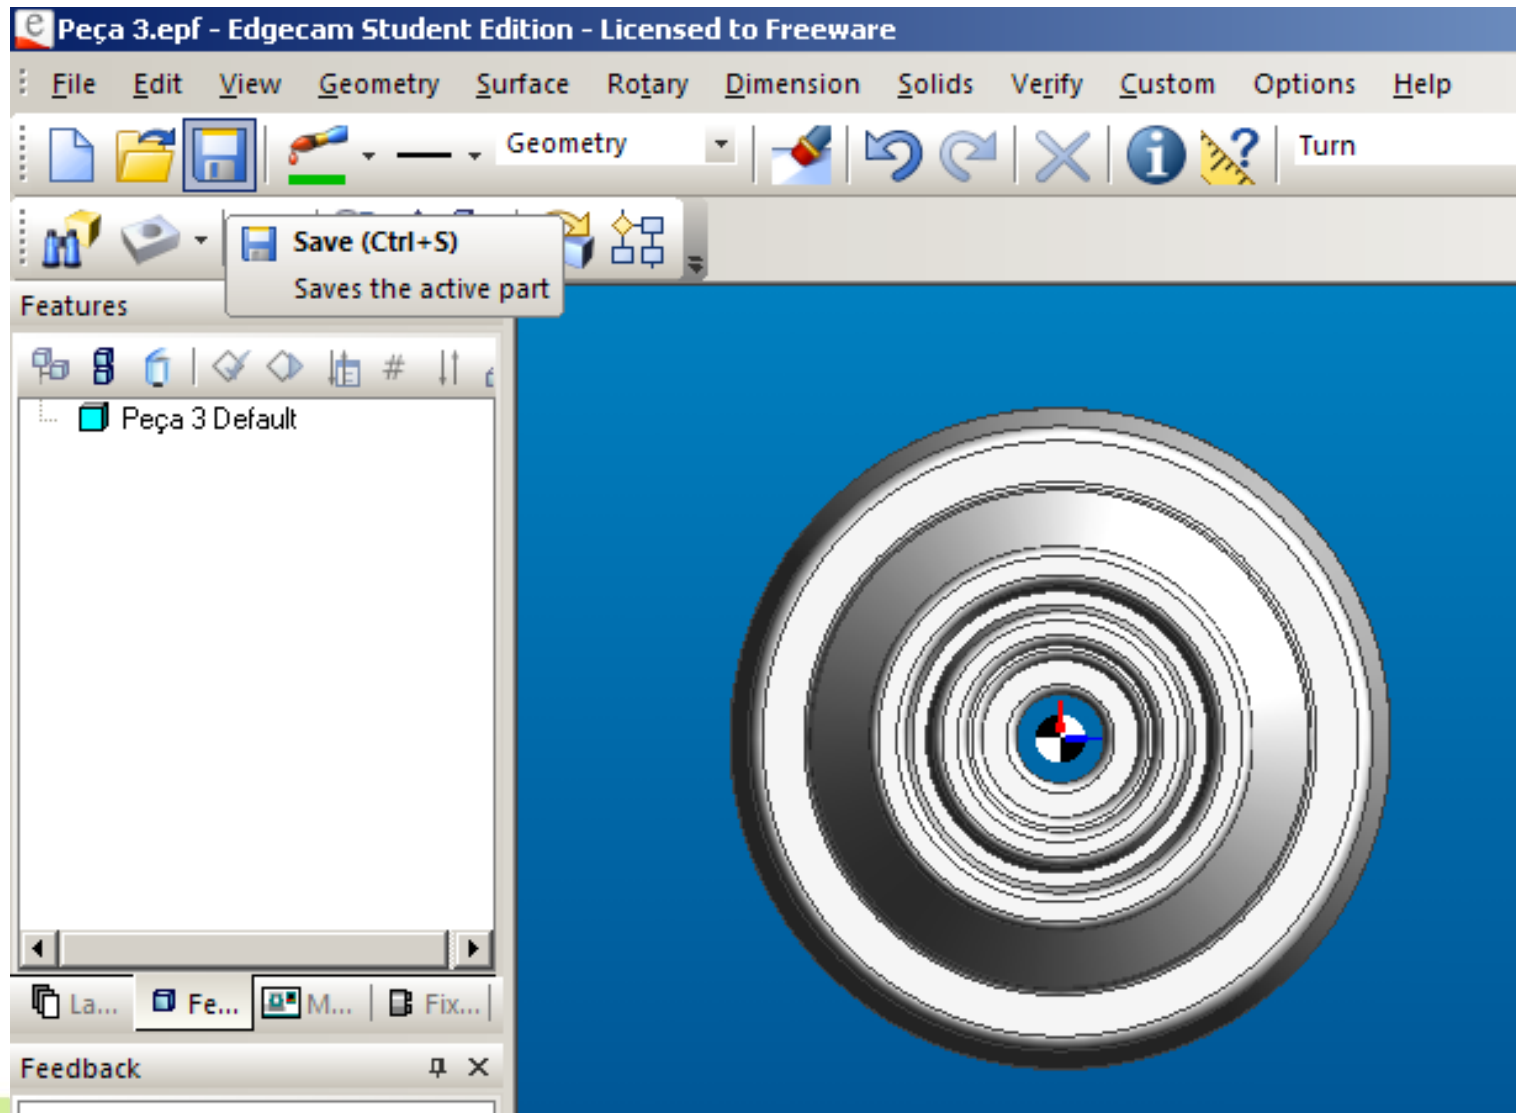 Peça 3.epf - Edgecam Student Edition - Licensed to Freeware
File Edit View Geometry Surface Rotary Dimension Solids Verify Custom Options Help
Geometry Turn
Save (Ctrl+S)
Saves the active part
Features
#
Peça 3 Default
La... Fe... M... Fix...
Feedback